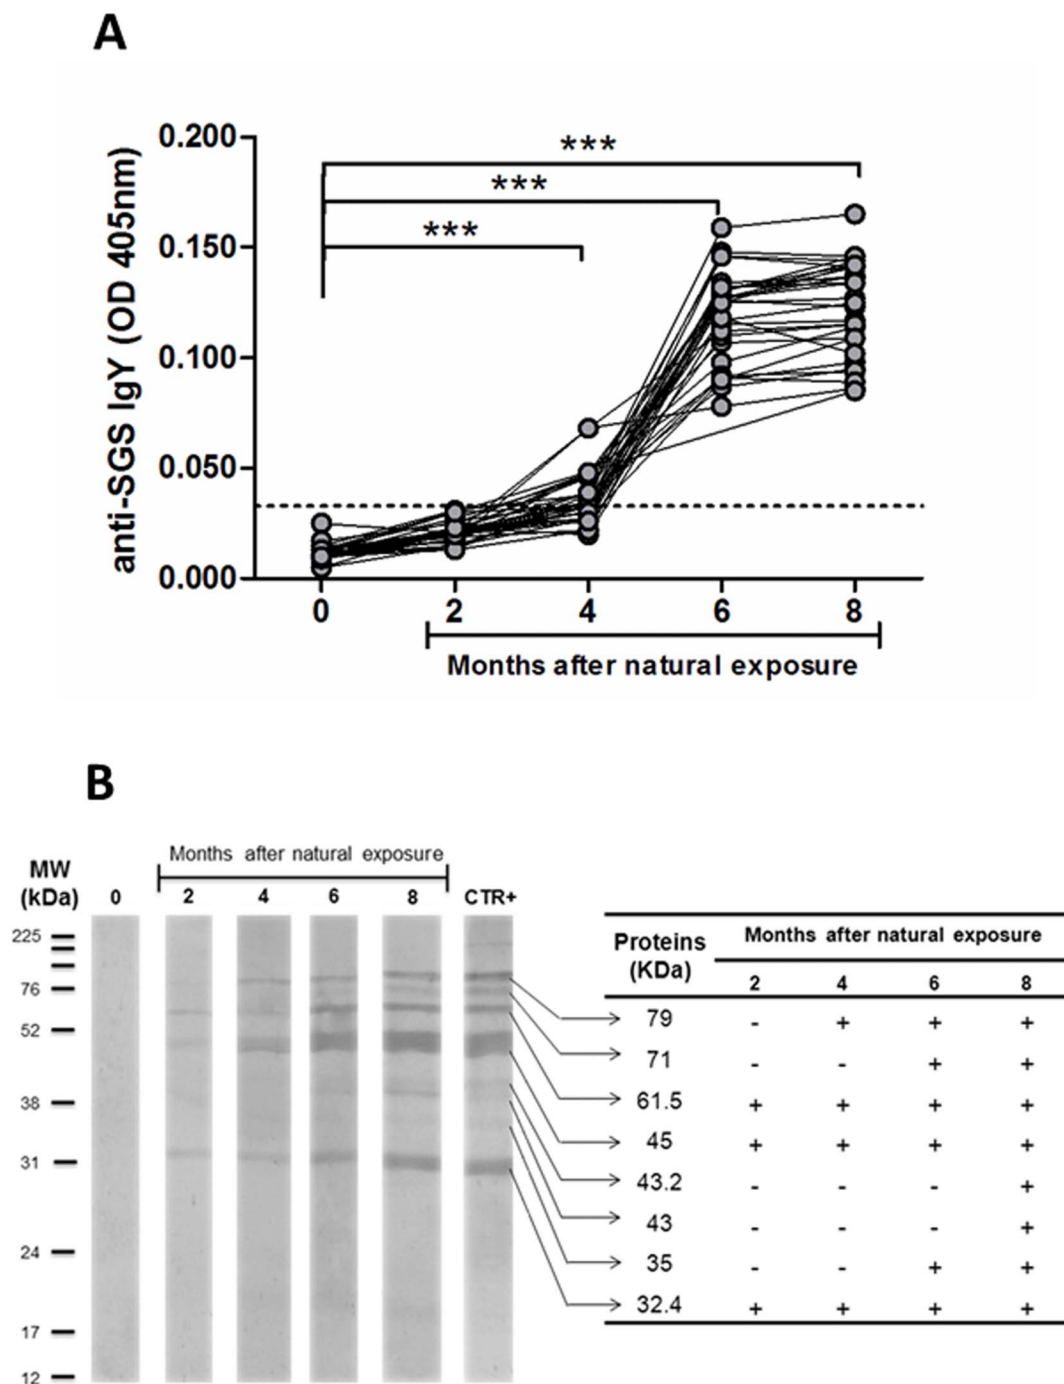 A
anti-SGS IgY (OD 405nm)
0.200
0.150
0.100
0.050
0.000
***
***
***
0 2 4 6 8
Months after natural exposure
B
MW
(kDa)
Months after natural exposure
0 2 4 6 8 CTR+
225
76
52
38
31
24
17
12
Proteins
(KDa)
Months after natural exposure
2 4 6 8
79 - + + +
71 - - + +
61.5 + + + +
45 + + + +
43.2 - - - +
43 - - - +
35 - - + +
32.4 + + + +